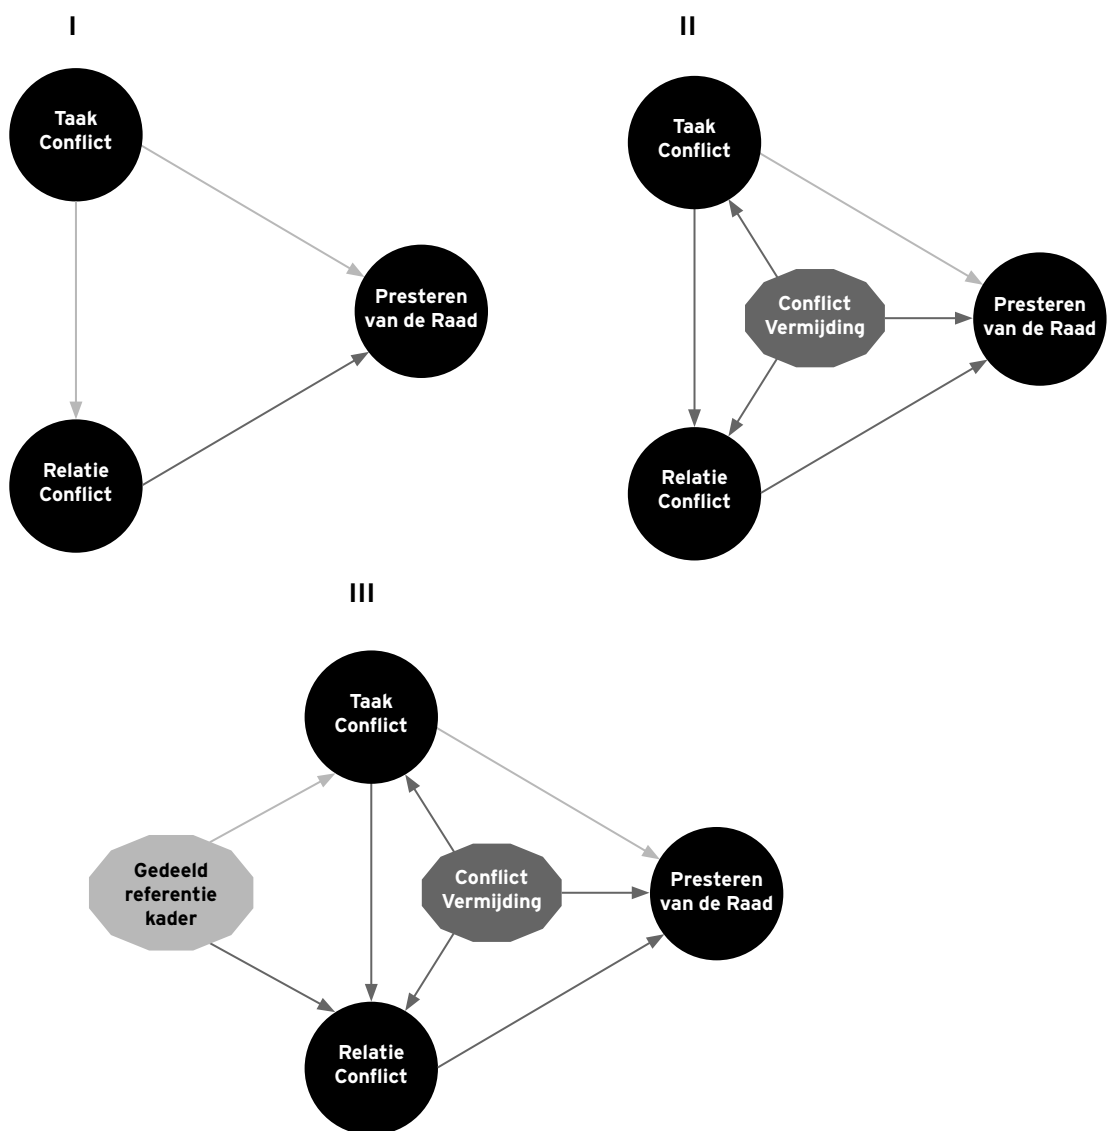 I
Taak
Conflict
Presteren
van de Raad
Relatie
Conflict
II
Taak
Conflict
Conflict
Vermijding
Presteren
van de Raad
Relatie
Conflict
III
Taak
Conflict
Gedeeld
referentie
kader
Conflict
Vermijding
Presteren
van de Raad
Relatie
Conflict